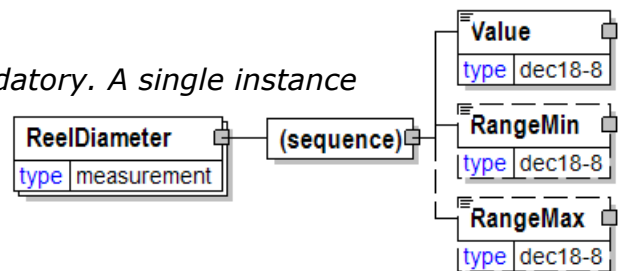 Value
type dec18-8
datory. A single instance
ReelDiameter
type measurement
(sequence)
RangeMin
type dec18-8
RangeMax
type dec18-8